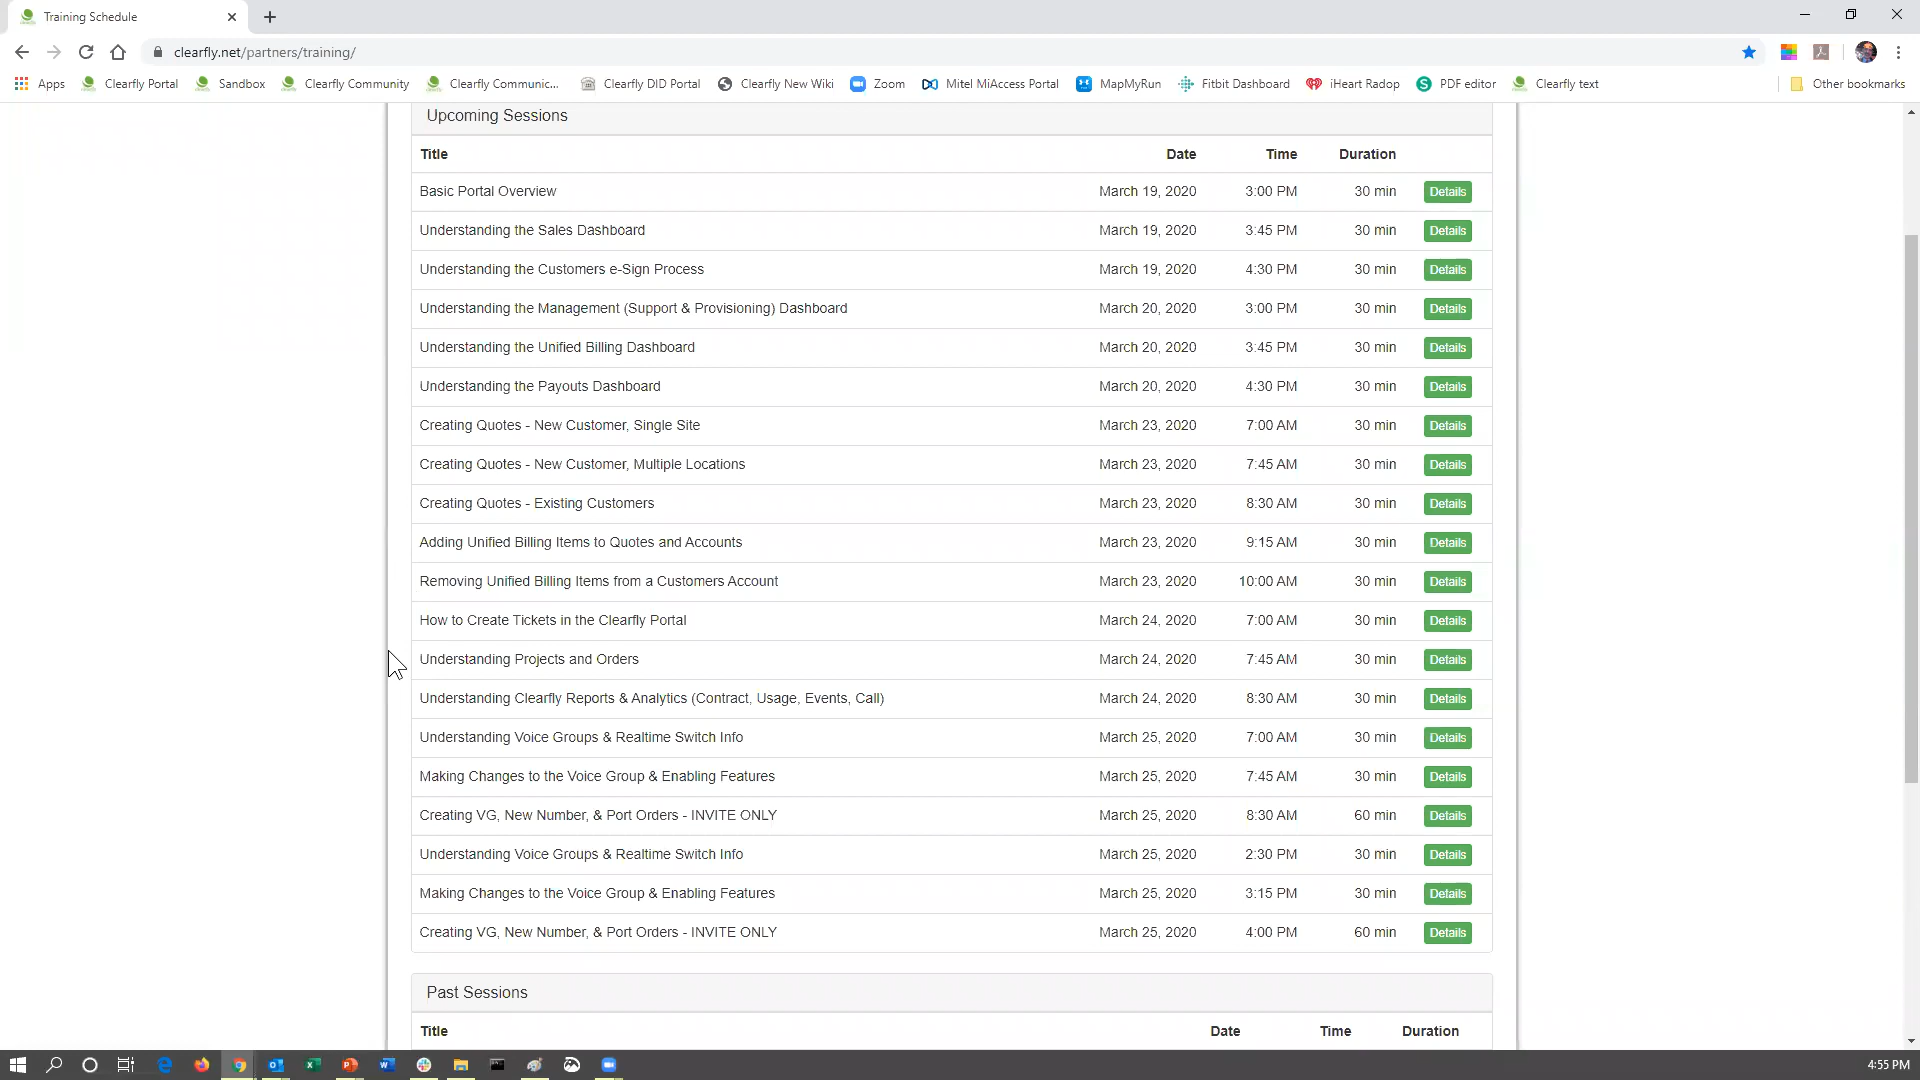 Training Schedule
clearfly.net/partners/training/
Apps Clearfly Portal Sandbox Clearfly Community Clearfly Communic... Clearfly DID Portal Clearfly New Wiki Zoom Mitel MiAccess Portal MapMyRun Fitbit Dashboard iHeart Radop PDF editor Clearfly text Other bookmarks
Upcoming Sessions
Title Date Time Duration
Basic Portal Overview March 19, 2020 3:00 PM 30 min Details
Understanding the Sales Dashboard March 19, 2020 3:45 PM 30 min Details
Understanding the Customers e-Sign Process March 19, 2020 4:30 PM 30 min Details
Understanding the Management (Support & Provisioning) Dashboard March 20, 2020 3:00 PM 30 min Details
Understanding the Unified Billing Dashboard March 20, 2020 3:45 PM 30 min Details
Understanding the Payouts Dashboard March 20, 2020 4:30 PM 30 min Details
Creating Quotes - New Customer, Single Site March 23, 2020 7:00 AM 30 min Details
Creating Quotes - New Customer, Multiple Locations March 23, 2020 7:45 AM 30 min Details
Creating Quotes - Existing Customers March 23, 2020 8:30 AM 30 min Details
Adding Unified Billing Items to Quotes and Accounts March 23, 2020 9:15 AM 30 min Details
Removing Unified Billing Items from a Customers Account March 23, 2020 10:00 AM 30 min Details
How to Create Tickets in the Clearfly Portal March 24, 2020 7:00 AM 30 min Details
Understanding Projects and Orders March 24, 2020 7:45 AM 30 min Details
Understanding Clearfly Reports & Analytics (Contract, Usage, Events, Call) March 24, 2020 8:30 AM 30 min Details
Understanding Voice Groups & Realtime Switch Info March 25, 2020 7:00 AM 30 min Details
Making Changes to the Voice Group & Enabling Features March 25, 2020 7:45 AM 30 min Details
Creating VG, New Number, & Port Orders - INVITE ONLY March 25, 2020 8:30 AM 60 min Details
Understanding Voice Groups & Realtime Switch Info March 25, 2020 2:30 PM 30 min Details
Making Changes to the Voice Group & Enabling Features March 25, 2020 3:15 PM 30 min Details
Creating VG, New Number, & Port Orders - INVITE ONLY March 25, 2020 4:00 PM 60 min Details
Past Sessions
Title Date Time Duration
4:55 PM